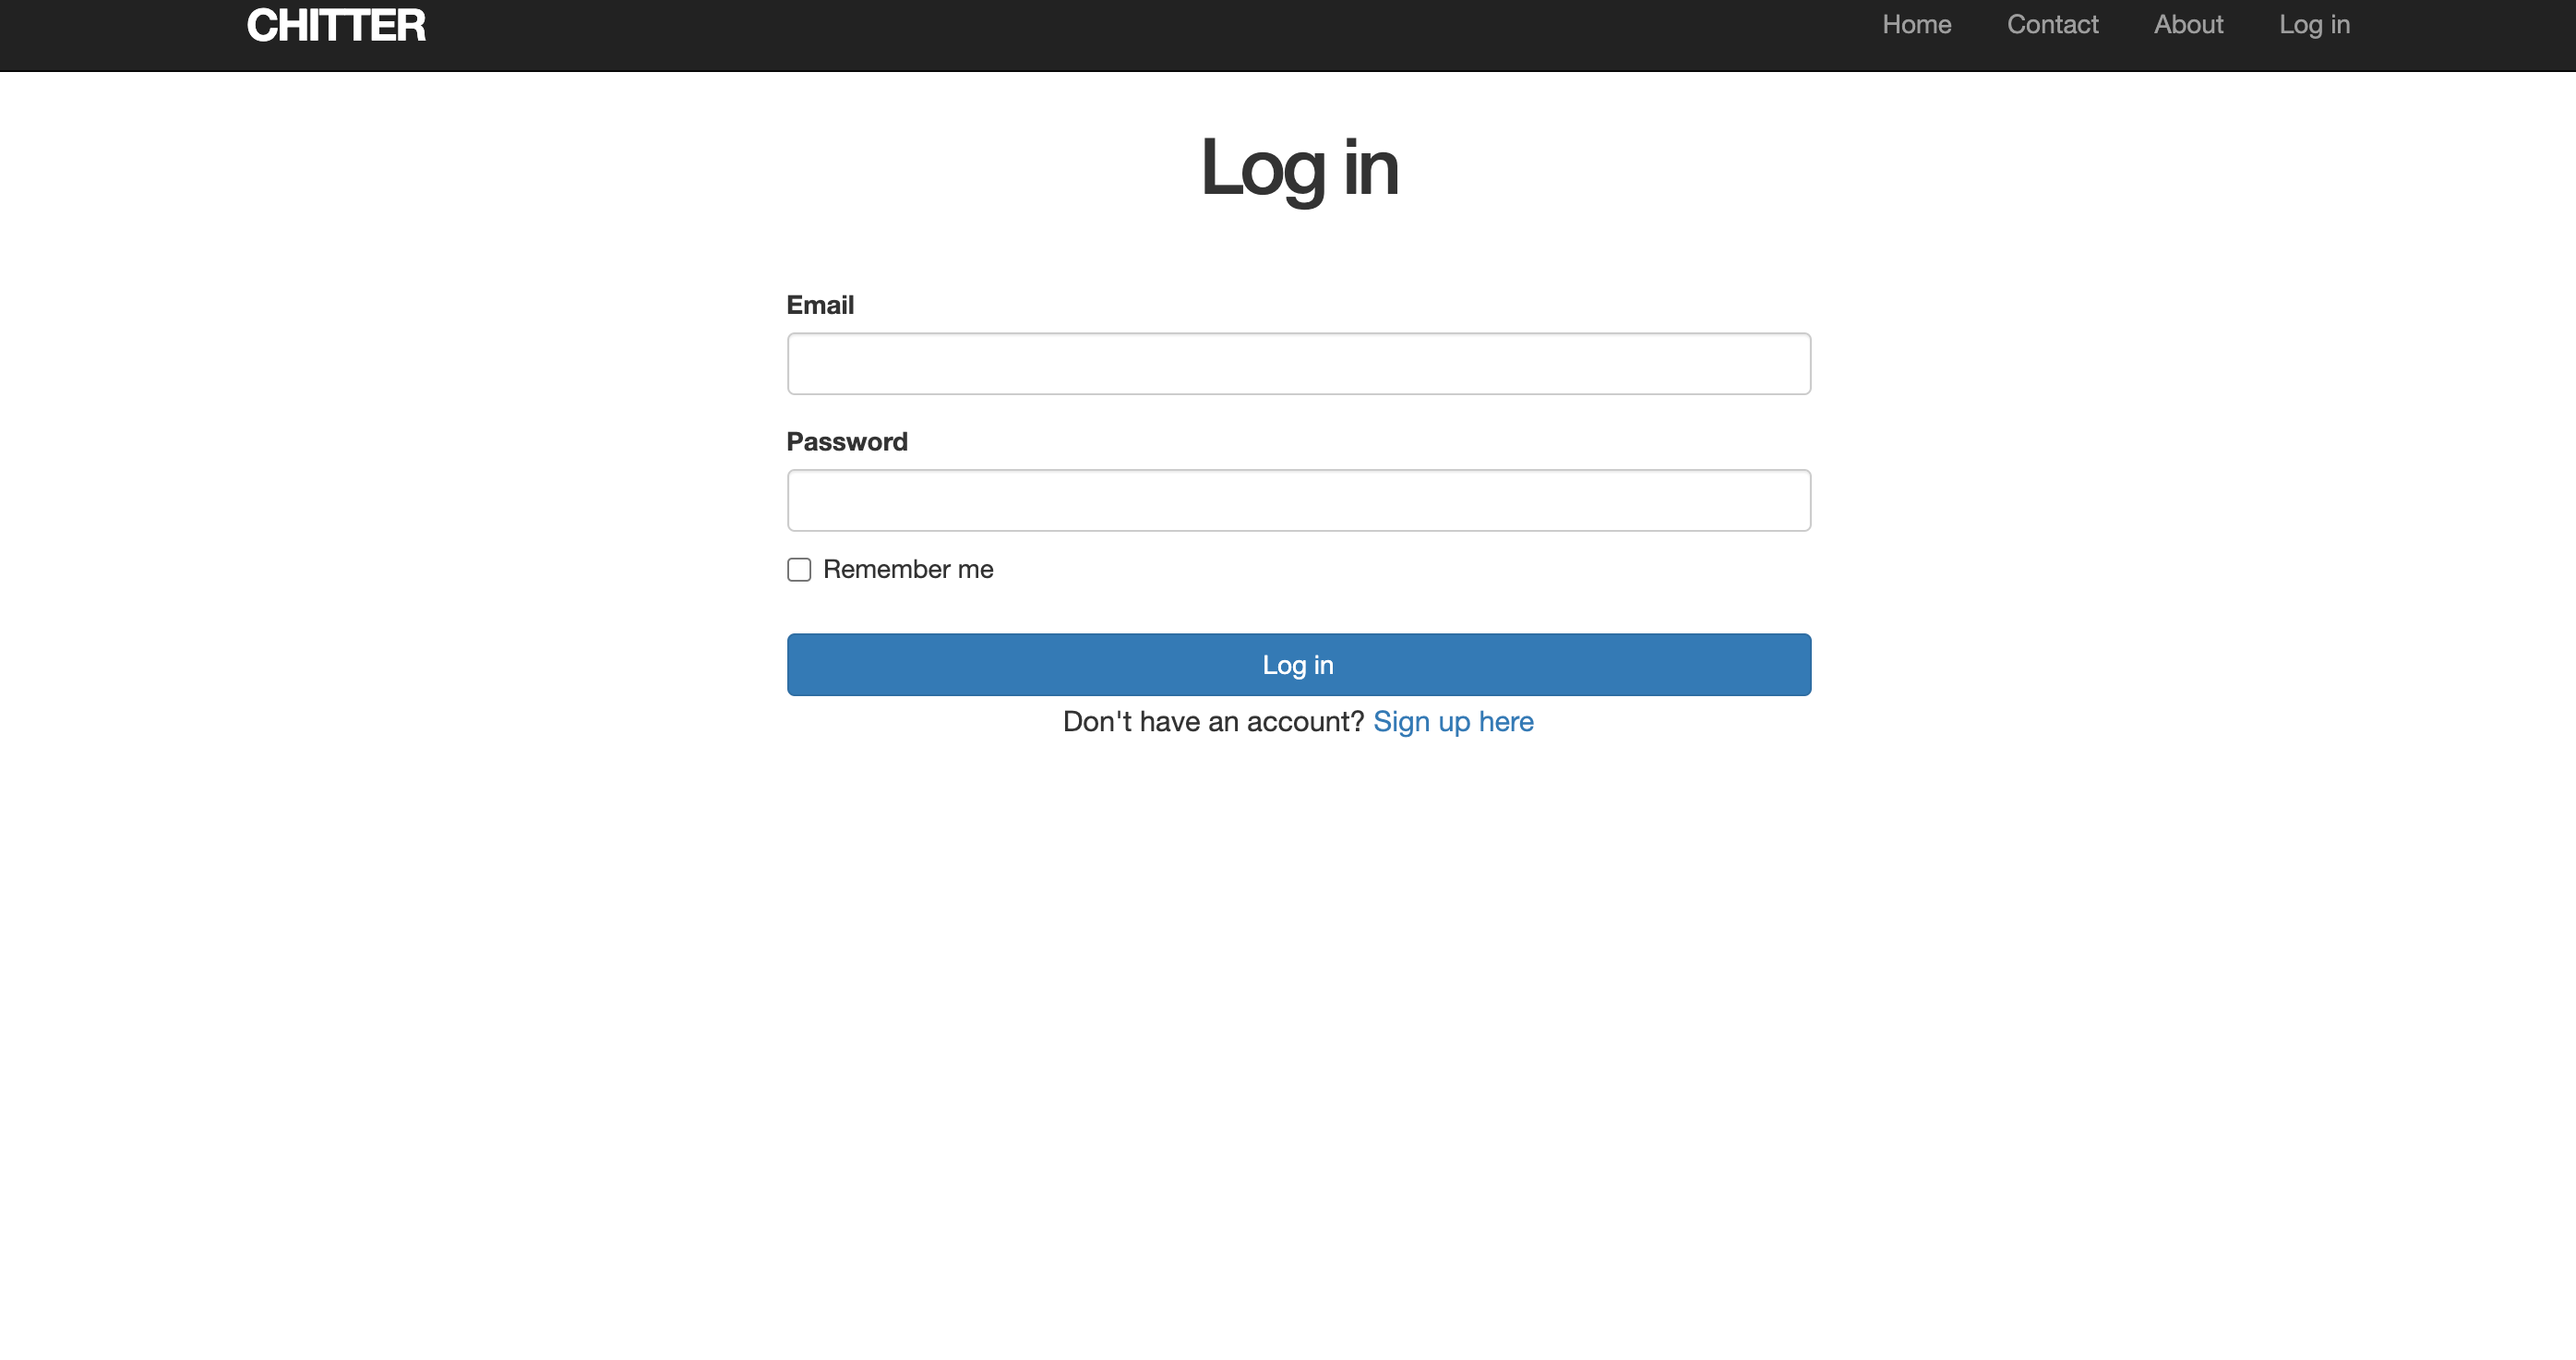 CHITTER Home Contact About Log in
Log in
Email
Password
Remember me
Log in
Don't have an account? Sign up here